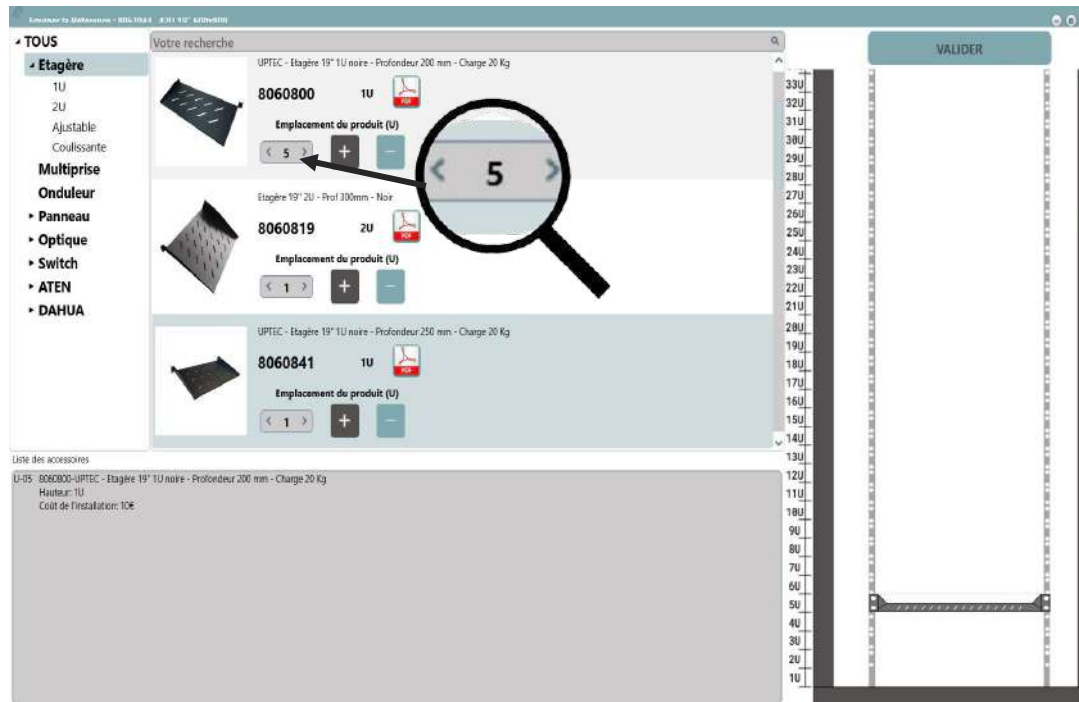 TOUS
Etagère
1U
2U
Ajustable
Coulissante
Multiprise
Onduleur
Panneau
Optique
Switch
ATEN
DAHUA
Votre recherche
UPTEC - Etagère 19" 1U noire - Profondeur 200 mm - Charge 20 Kg
8060800 1U PDF
Emplacement du produit (U)
< 5 > + −
< 5 >
Etagère 19" 2U - Prof 300mm - Noir
8060819 2U PDF
Emplacement du produit (U)
< 1 > + −
UPTEC - Etagère 19" 1U noire - Profondeur 250 mm - Charge 20 Kg
8060841 1U PDF
Emplacement du produit (U)
< 1 > + −
Liste des accessoires
U-05 8060800-UPTEC - Etagère 19" 1U noire - Profondeur 200 mm - Charge 20 Kg
Hauteur: 1U
Coût de l'installation: 10€
VALIDER
33U
32U
31U
30U
29U
28U
27U
26U
25U
24U
23U
22U
21U
20U
19U
18U
17U
16U
15U
14U
13U
12U
11U
10U
9U
8U
7U
6U
5U
4U
3U
2U
1U